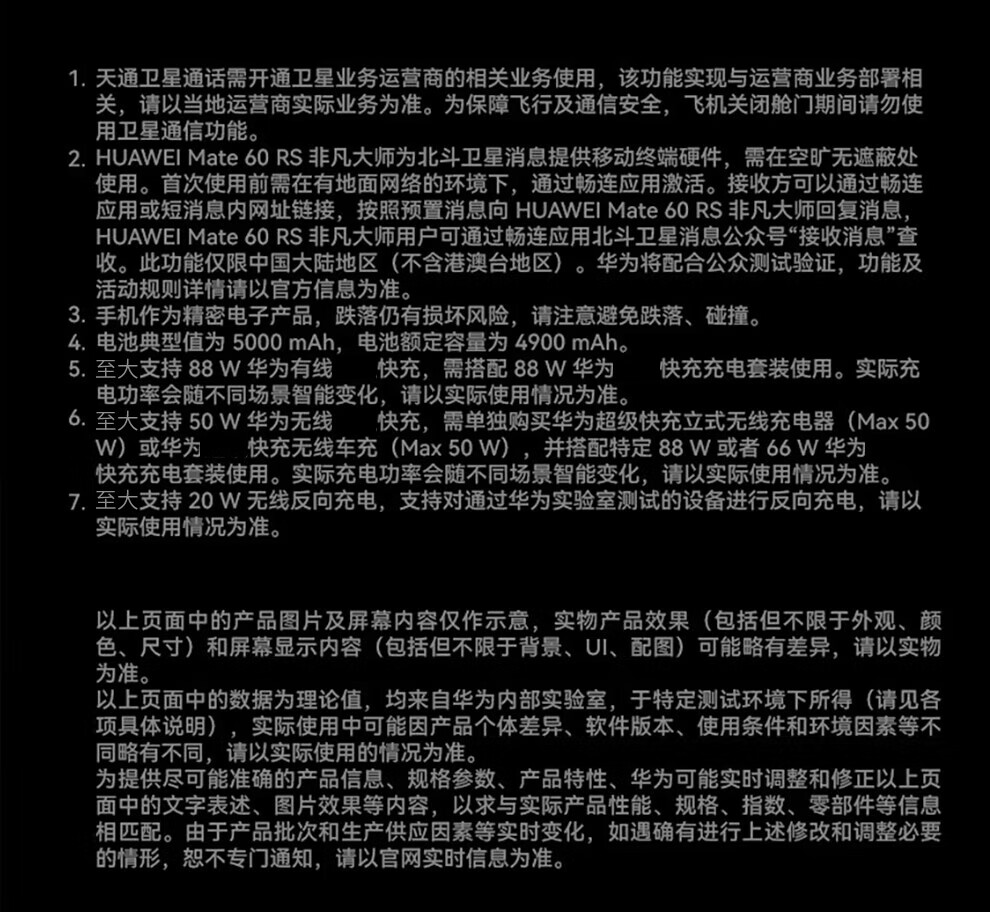 1. 天通卫星通话需开通卫星业务运营商的相关业务使用，该功能实现与运营商业务部署相
关，请以当地运营商实际业务为准。为保障飞行及通信安全，飞机关闭舱门期间请勿使
用卫星通信功能。
2. HUAWEI Mate 60 RS 非凡大师为北斗卫星消息提供移动终端硬件，需在空旷无遮蔽处
使用。首次使用前需在有地面网络的环境下，通过畅连应用激活。接收方可以通过畅连
应用或短消息内网址链接，按照预置消息向 HUAWEI Mate 60 RS 非凡大师回复消息，
HUAWEI Mate 60 RS 非凡大师用户可通过畅连应用北斗卫星消息公众号“接收消息”查
收。此功能仅限中国大陆地区（不含港澳台地区）。华为将配合公众测试验证，功能及
活动规则详情请以官方信息为准。
3. 手机作为精密电子产品，跌落仍有损坏风险，请注意避免跌落、碰撞。
4. 电池典型值为 5000 mAh，电池额定容量为 4900 mAh。
5. 至大支持 88 W 华为有线 快充，需搭配 88 W 华为 快充充电套装使用。实际充
电功率会随不同场景智能变化，请以实际使用情况为准。
6. 至大支持 50 W 华为无线 快充，需单独购买华为超级快充立式无线充电器（Max 50
W）或华为 快充无线车充（Max 50 W），并搭配特定 88 W 或者 66 W 华为
快充充电套装使用。实际充电功率会随不同场景智能变化，请以实际使用情况为准。
7. 至大支持 20 W 无线反向充电，支持对通过华为实验室测试的设备进行反向充电，请以
实际使用情况为准。
以上页面中的产品图片及屏幕内容仅作示意，实物产品效果（包括但不限于外观、颜
色、尺寸）和屏幕显示内容（包括但不限于背景、UI、配图）可能略有差异，请以实物
为准。
以上页面中的数据为理论值，均来自华为内部实验室，于特定测试环境下所得（请见各
项具体说明），实际使用中可能因产品个体差异、软件版本、使用条件和环境因素等不
同略有不同，请以实际使用的情况为准。
为提供尽可能准确的产品信息、规格参数、产品特性、华为可能实时调整和修正以上页
面中的文字表述、图片效果等内容，以求与实际产品性能、规格、指数、零部件等信息
相匹配。由于产品批次和生产供应因素等实时变化，如遇确有进行上述修改和调整必要
的情形，恕不专门通知，请以官网实时信息为准。